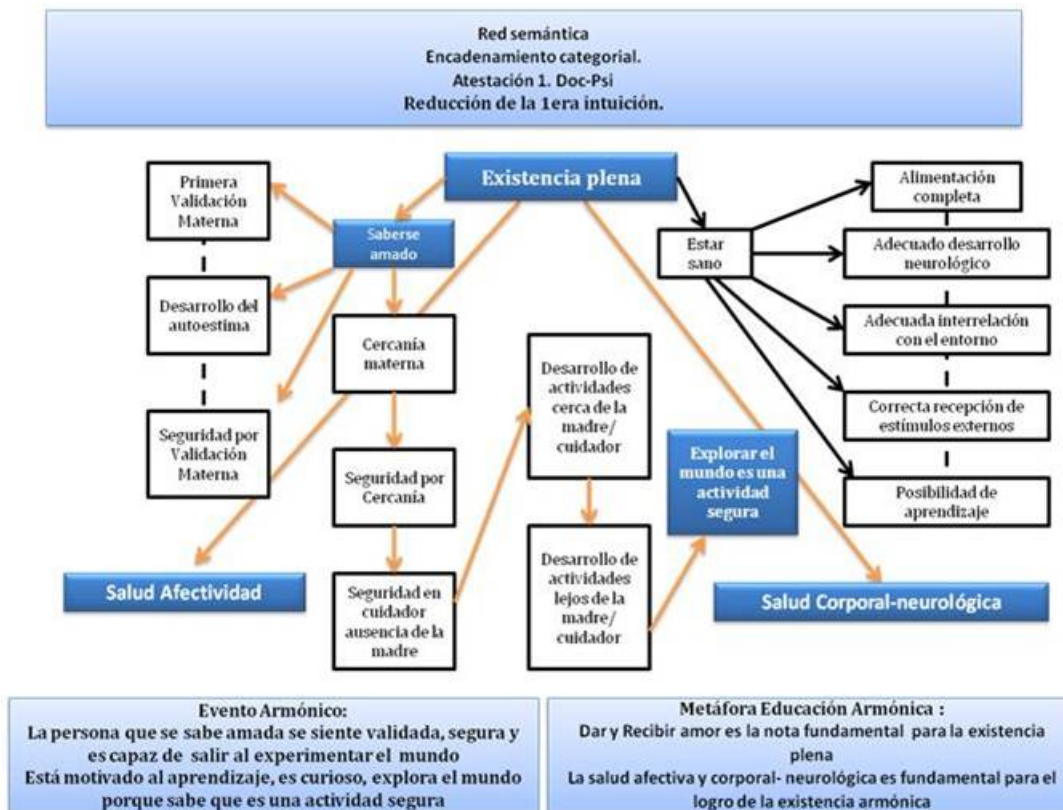 Red semántica
Encadenamiento categorial.
Atestación 1. Doc-Psi
Reducción de la 1era intuición.
Existencia plena
Primera
Validación
Materna
Saberse
amado
Desarrollo del
autoestima
Seguridad por
Validación
Materna
Cercanía
materna
Seguridad por
Cercanía
Seguridad en
cuidador
ausencia de la
madre
Desarrollo de
actividades
cerca de la
madre/
cuidador
Desarrollo de
actividades
lejos de la
madre/
cuidador
Explorar el
mundo es una
actividad
segura
Estar
sano
Alimentación
completa
Adecuado desarrollo
neurológico
Adecuada interrelación
con el entorno
Correcta recepción de
estímulos externos
Posibilidad de
aprendizaje
Salud Afectividad
Salud Corporal-neurológica
Evento Armónico:
La persona que se sabe amada se siente validada, segura y
es capaz de salir al experimentar el mundo
Está motivado al aprendizaje, es curioso, explora el mundo
porque sabe que es una actividad segura
Metáfora Educación Armónica :
Dar y Recibir amor es la nota fundamental para la existencia
plena
La salud afectiva y corporal- neurológica es fundamental para el
logro de la existencia armónica